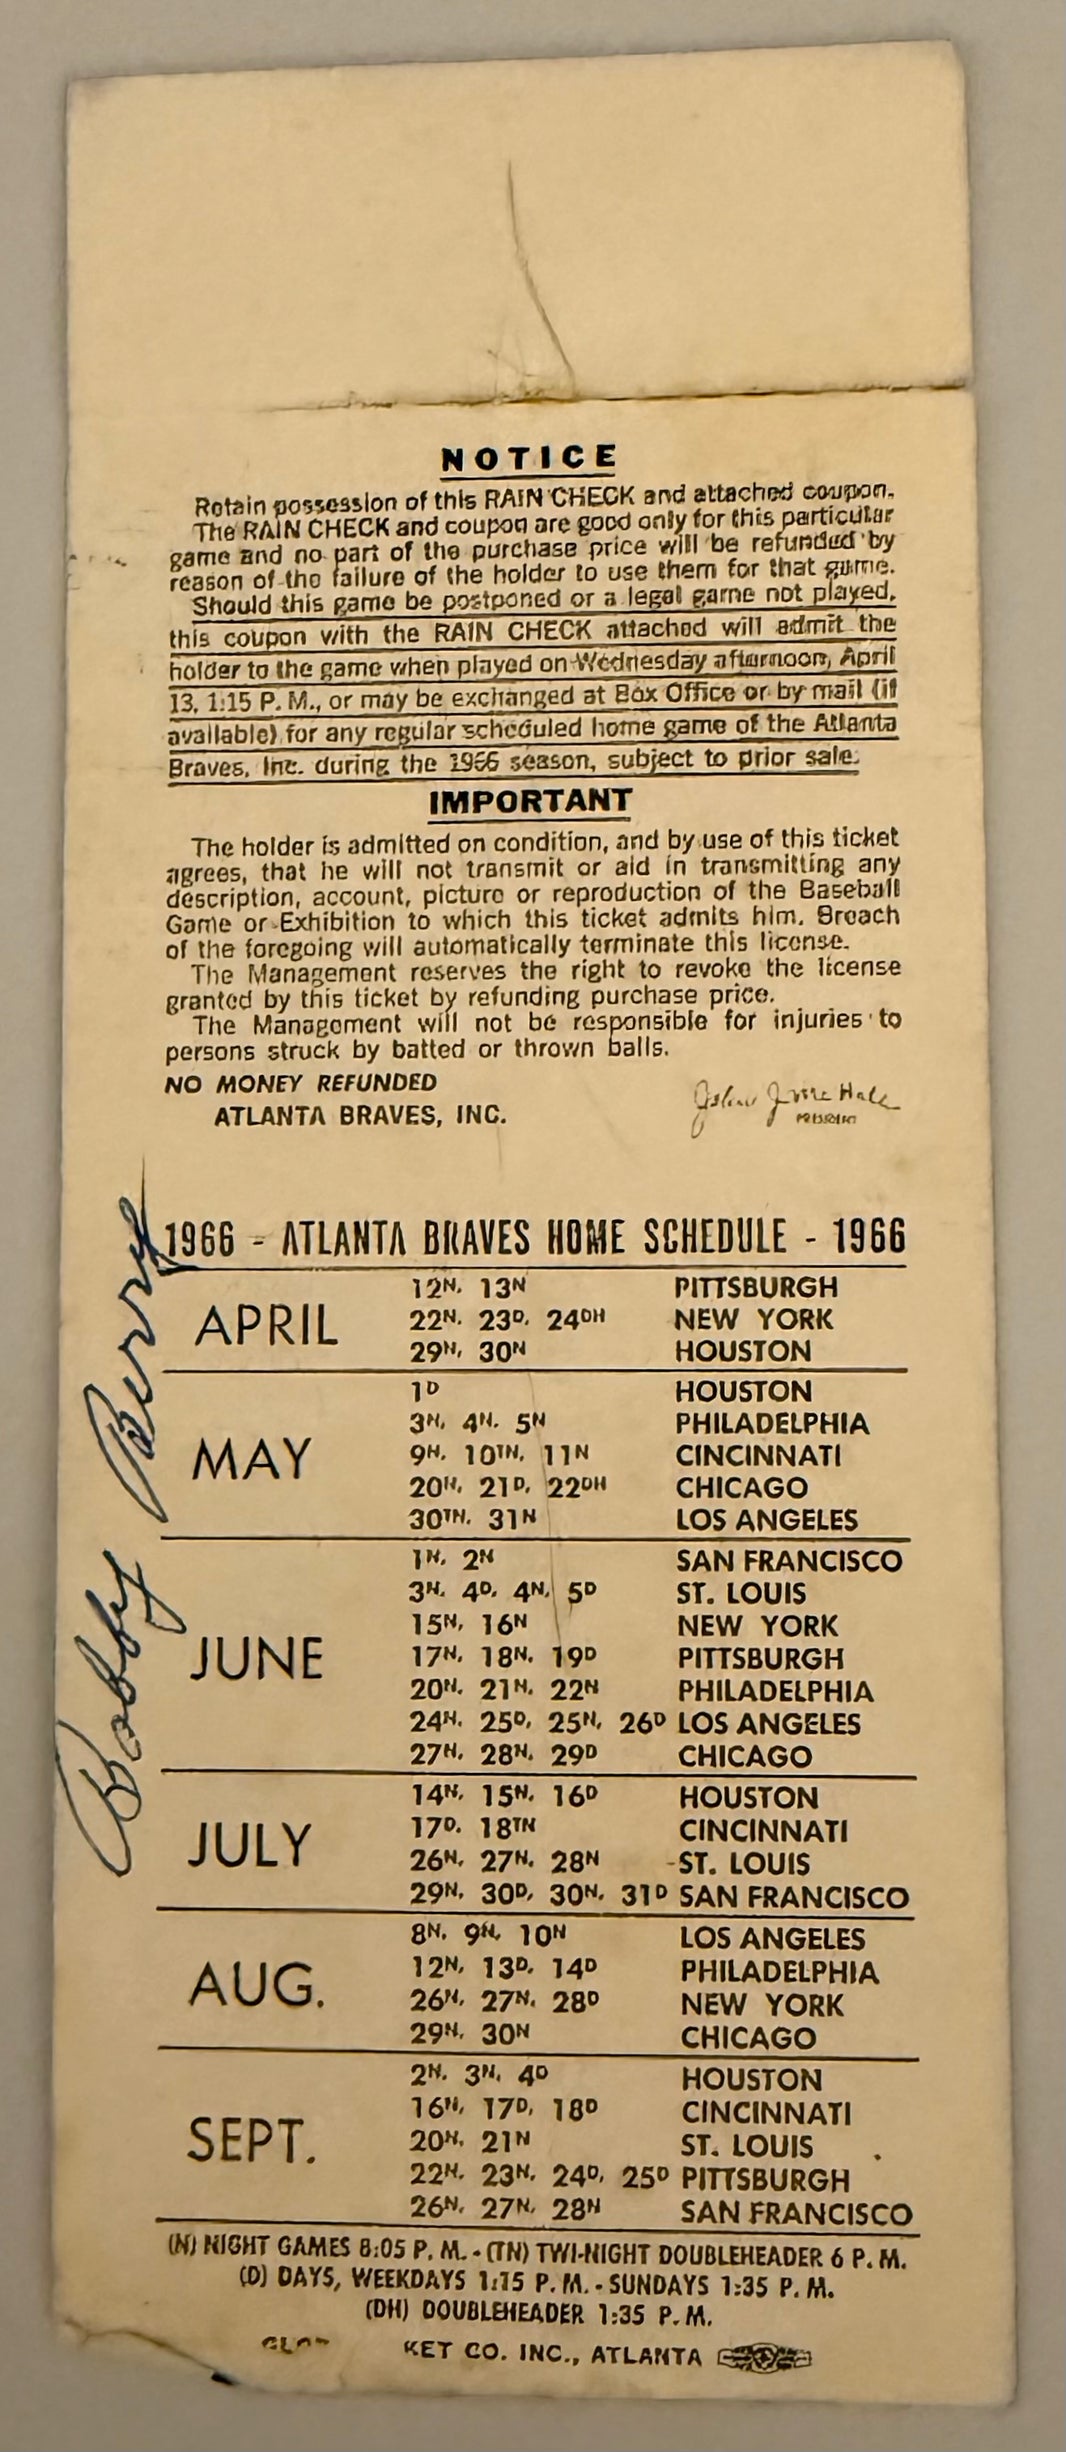 NOTICE
Retain possession of this RAIN CHECK and attached coupon.
The RAIN CHECK and coupon are good only for this particular
game and no part of the purchase price will be refunded by
reason of the failure of the holder to use them for that game.
Should this game be postponed or a legal game not played,
this coupon with the RAIN CHECK attached will admit the
holder to the game when played on Wednesday afternoon, April
13, 1:15 P. M., or may be exchanged at Box Office or by mail (if
available) for any regular scheduled home game of the Atlanta
Braves, Inc. during the 1966 season, subject to prior sale.
IMPORTANT
The holder is admitted on condition, and by use of this ticket
agrees, that he will not transmit or aid in transmitting any
description, account, picture or reproduction of the Baseball
Game or Exhibition to which this ticket admits him. Breach
of the foregoing will automatically terminate this license.
The Management reserves the right to revoke the license
granted by this ticket by refunding purchase price.
The Management will not be responsible for injuries to
persons struck by batted or thrown balls.
NO MONEY REFUNDED
ATLANTA BRAVES, INC.
PRESIDENT
Bobby Perry
1966 - ATLANTA BRAVES HOME SCHEDULE - 1966
APRIL
12N, 13N PITTSBURGH
22N, 23D, 24DH NEW YORK
29N, 30N HOUSTON
MAY
1D HOUSTON
3N, 4N, 5N PHILADELPHIA
9N, 10TN, 11N CINCINNATI
20N, 21D, 22DH CHICAGO
30TN, 31N LOS ANGELES
JUNE
1N, 2N SAN FRANCISCO
3N, 4D, 4N, 5D ST. LOUIS
15N, 16N NEW YORK
17N, 18N, 19D PITTSBURGH
20N, 21N, 22N PHILADELPHIA
24N, 25D, 25N, 26D LOS ANGELES
27N, 28N, 29D CHICAGO
JULY
14N, 15N, 16D HOUSTON
17D, 18TN CINCINNATI
26N, 27N, 28N ST. LOUIS
29N, 30D, 30N, 31D SAN FRANCISCO
AUG.
8N, 9N, 10N LOS ANGELES
12N, 13D, 14D PHILADELPHIA
26N, 27N, 28D NEW YORK
29N, 30N CHICAGO
SEPT.
2N, 3N, 4D HOUSTON
16N, 17D, 18D CINCINNATI
20N, 21N ST. LOUIS
22N, 23N, 24D, 25D PITTSBURGH
26N, 27N, 28N SAN FRANCISCO
(N) NIGHT GAMES 8:05 P. M. - (TN) TWI-NIGHT DOUBLEHEADER 6 P. M.
(D) DAYS, WEEKDAYS 1:15 P. M. - SUNDAYS 1:35 P. M.
(DH) DOUBLEHEADER 1:35 P. M.
KET CO. INC., ATLANTA